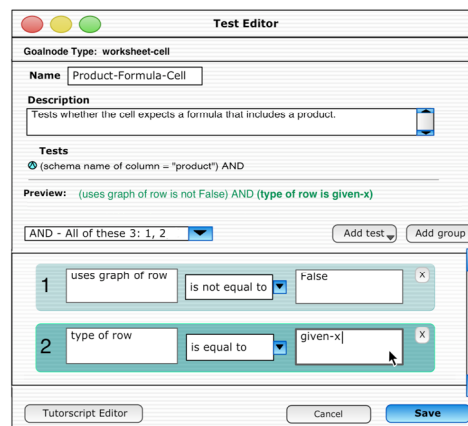 Test Editor
Goalnode Type: worksheet-cell
Name Product-Formula-Cell
Description
Tests whether the cell expects a formula that includes a product.
Tests
(schema name of column = "product") AND
Preview: (uses graph of row is not False) AND (type of row is given-x)
AND - All of these 3: 1, 2 Add test Add group
1 uses graph of row is not equal to False X
2 type of row is equal to given-x X
Tutorscript Editor Cancel Save